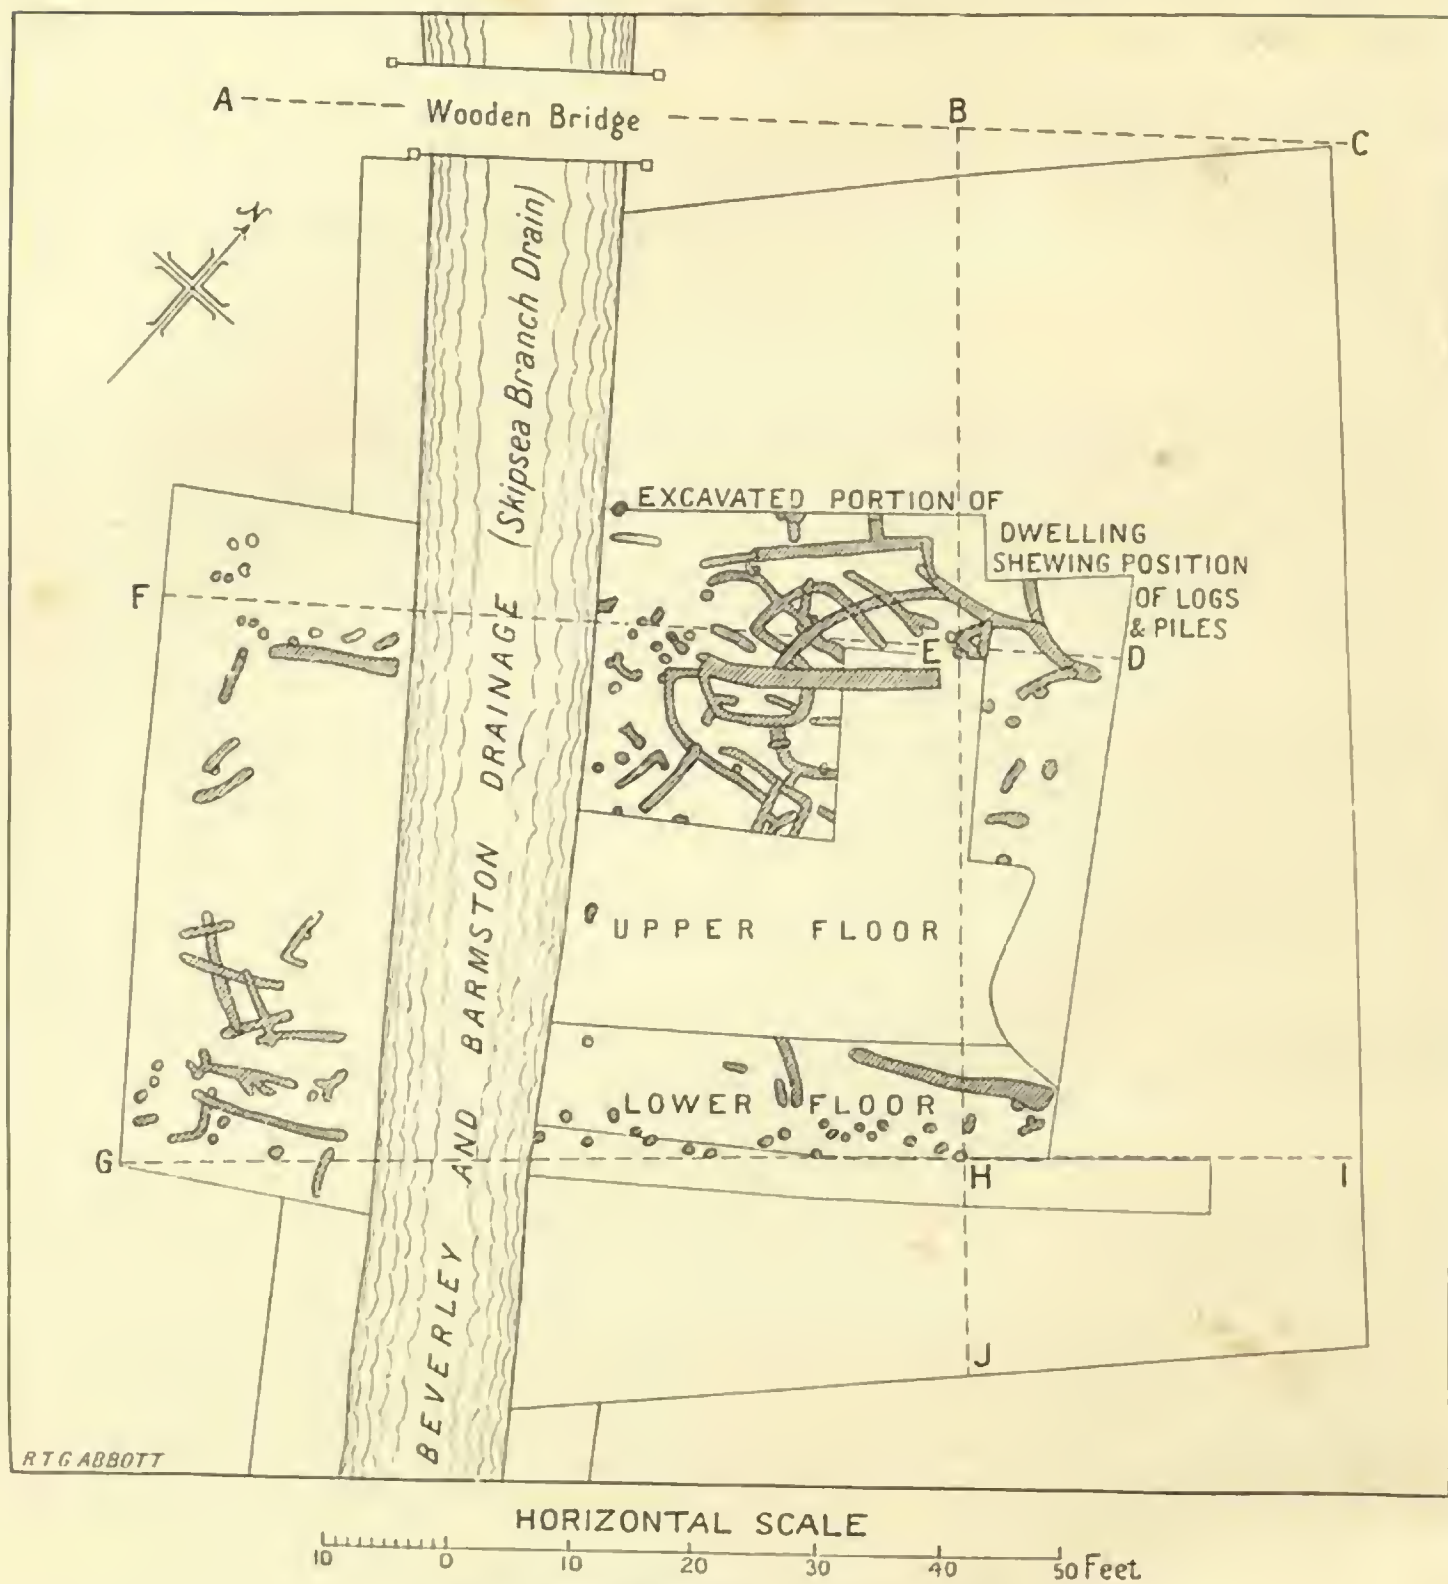 A
Wooden Bridge
B
C
N
BEVERLEY AND BARMSTON DRAINAGE (Skipsea Branch Drain)
EXCAVATED PORTION OF
DWELLING
SHEWING POSITION
OF LOGS
& PILES
F
E
D
UPPER FLOOR
LOWER FLOOR
G
H
I
J
R T G ABBOTT
HORIZONTAL SCALE
10 0 10 20 30 40 50 Feet